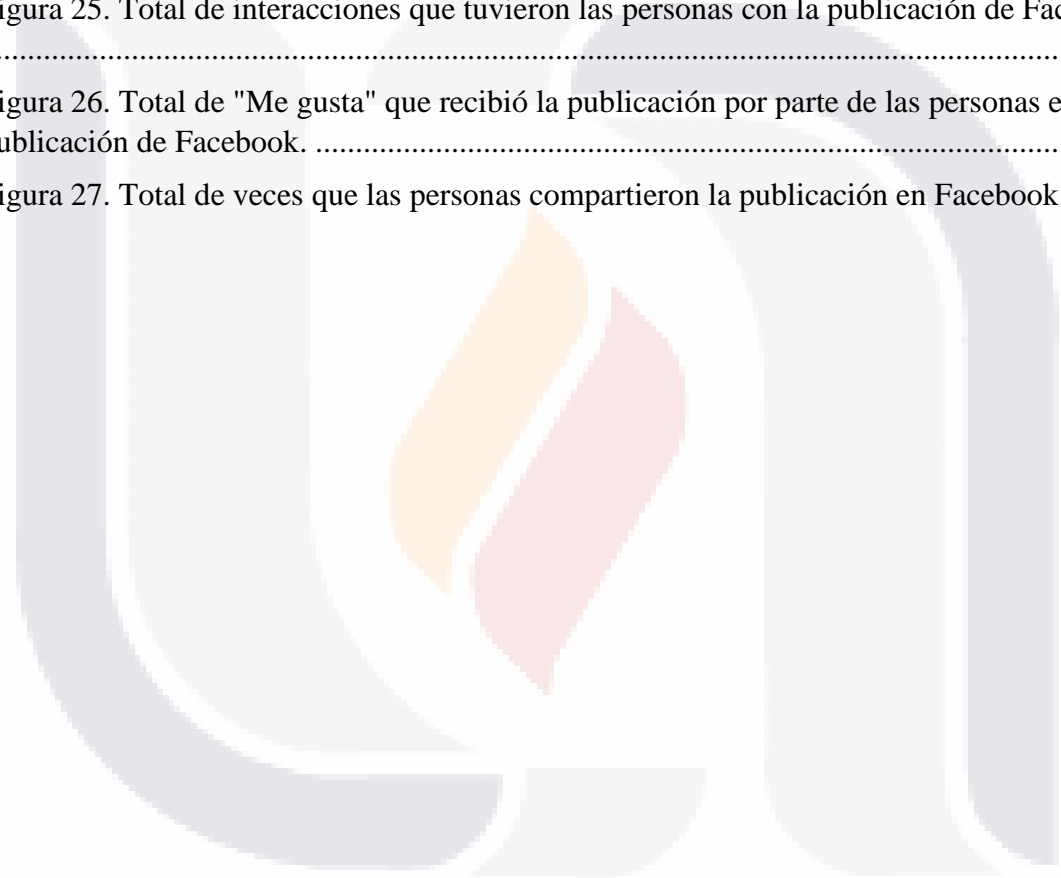 igura 25. Total de interacciones que tuvieron las personas con la publicación de Fac
....................................................................................................................................
igura 26. Total de "Me gusta" que recibió la publicación por parte de las personas e
ublicación de Facebook. ............................................................................................
igura 27. Total de veces que las personas compartieron la publicación en Facebook